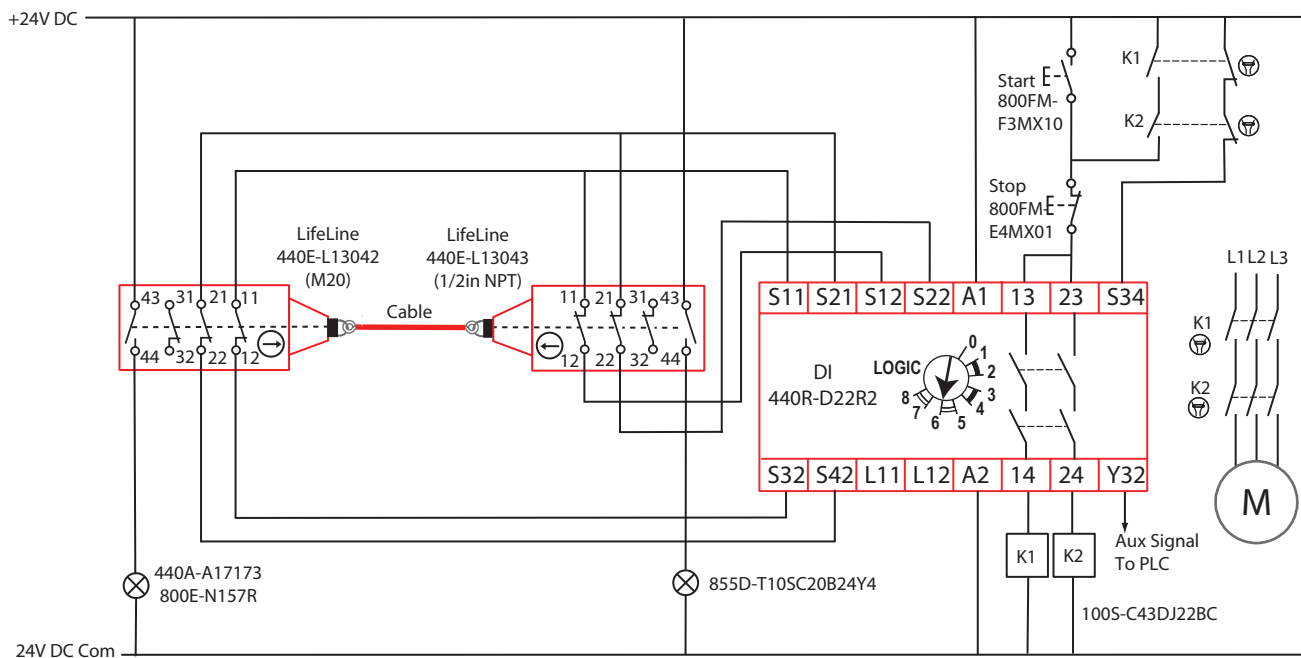 +24V DC
Start
800FM-
F3MX10
K1
K2
Stop
800FM-
E4MX01
LifeLine
440E-L13042
(M20)
LifeLine
440E-L13043
(1/2in NPT)
Cable
43 31 21 11
44 32 22 12
11 21 31 43
12 22 32 44
S11 S21 S12 S22 A1 13 23 S34
DI
440R-D22R2
LOGIC
0
1
2
3
4
5
6
7
8
S32 S42 L11 L12 A2 14 24 Y32
L1 L2 L3
K1
K2
M
K1 K2
Aux Signal
To PLC
440A-A17173
800E-N157R
855D-T10SC20B24Y4
100S-C43DJ22BC
24V DC Com